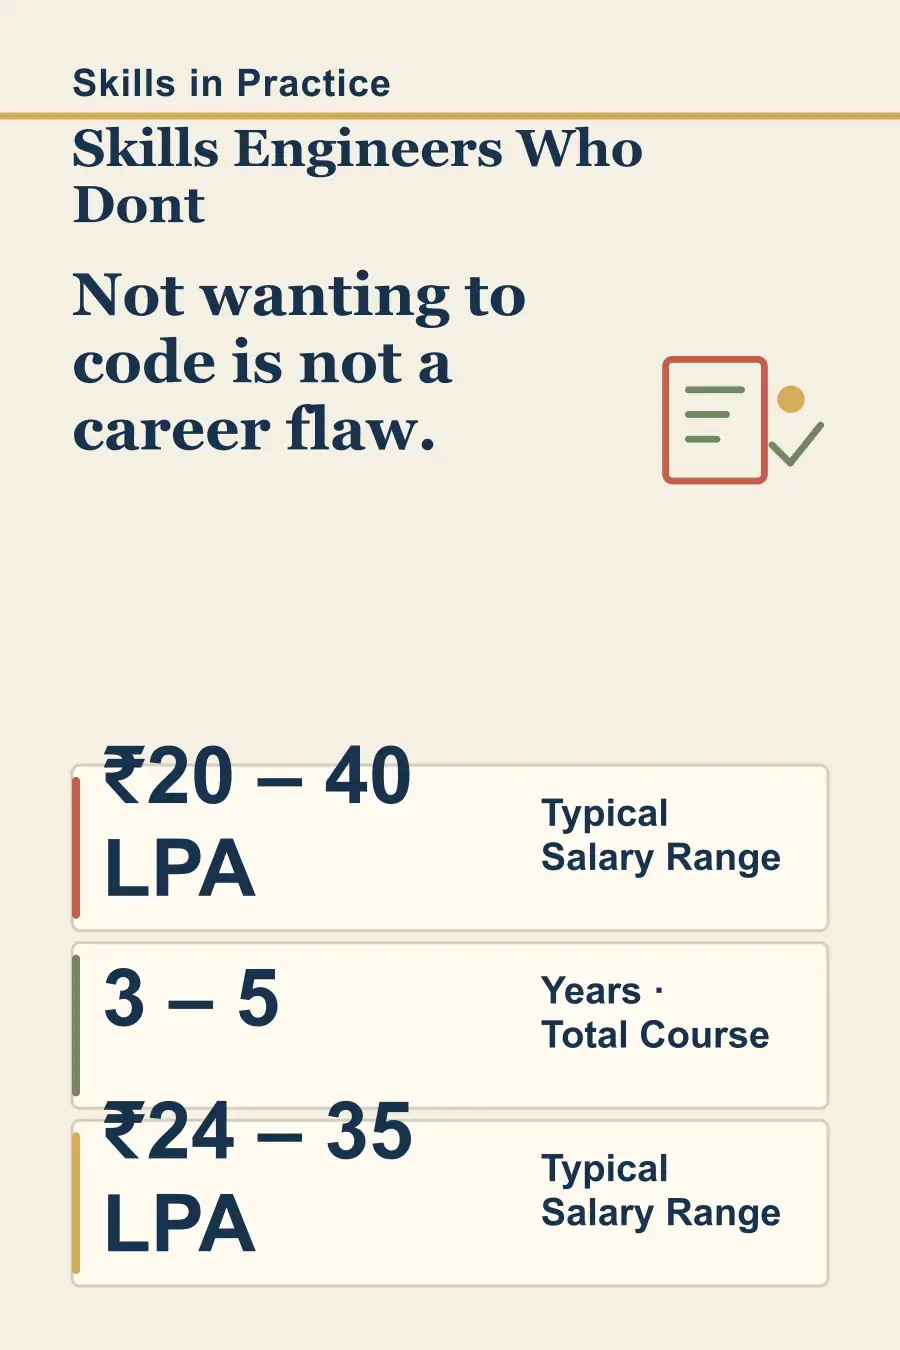 Skills in Practice
Skills Engineers Who
Dont
Not wanting to
code is not a
career flaw.
₹20 – 40
LPA
Typical
Salary Range
3 – 5
Years ·
Total Course
₹24 – 35
LPA
Typical
Salary Range